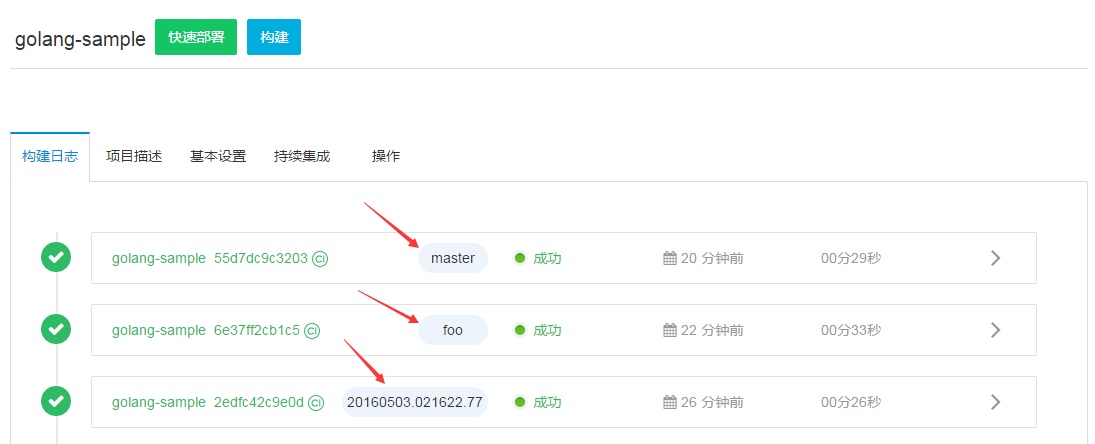 golang-sample 快速部署 构建
构建日志 项目描述 基本设置 持续集成 操作
golang-sample 55d7dc9c3203 CI master 成功 20 分钟前 00分29秒
golang-sample 6e37ff2cb1c5 CI foo 成功 22 分钟前 00分33秒
golang-sample 2edfc42c9e0d CI 20160503.021622.77 成功 26 分钟前 00分26秒